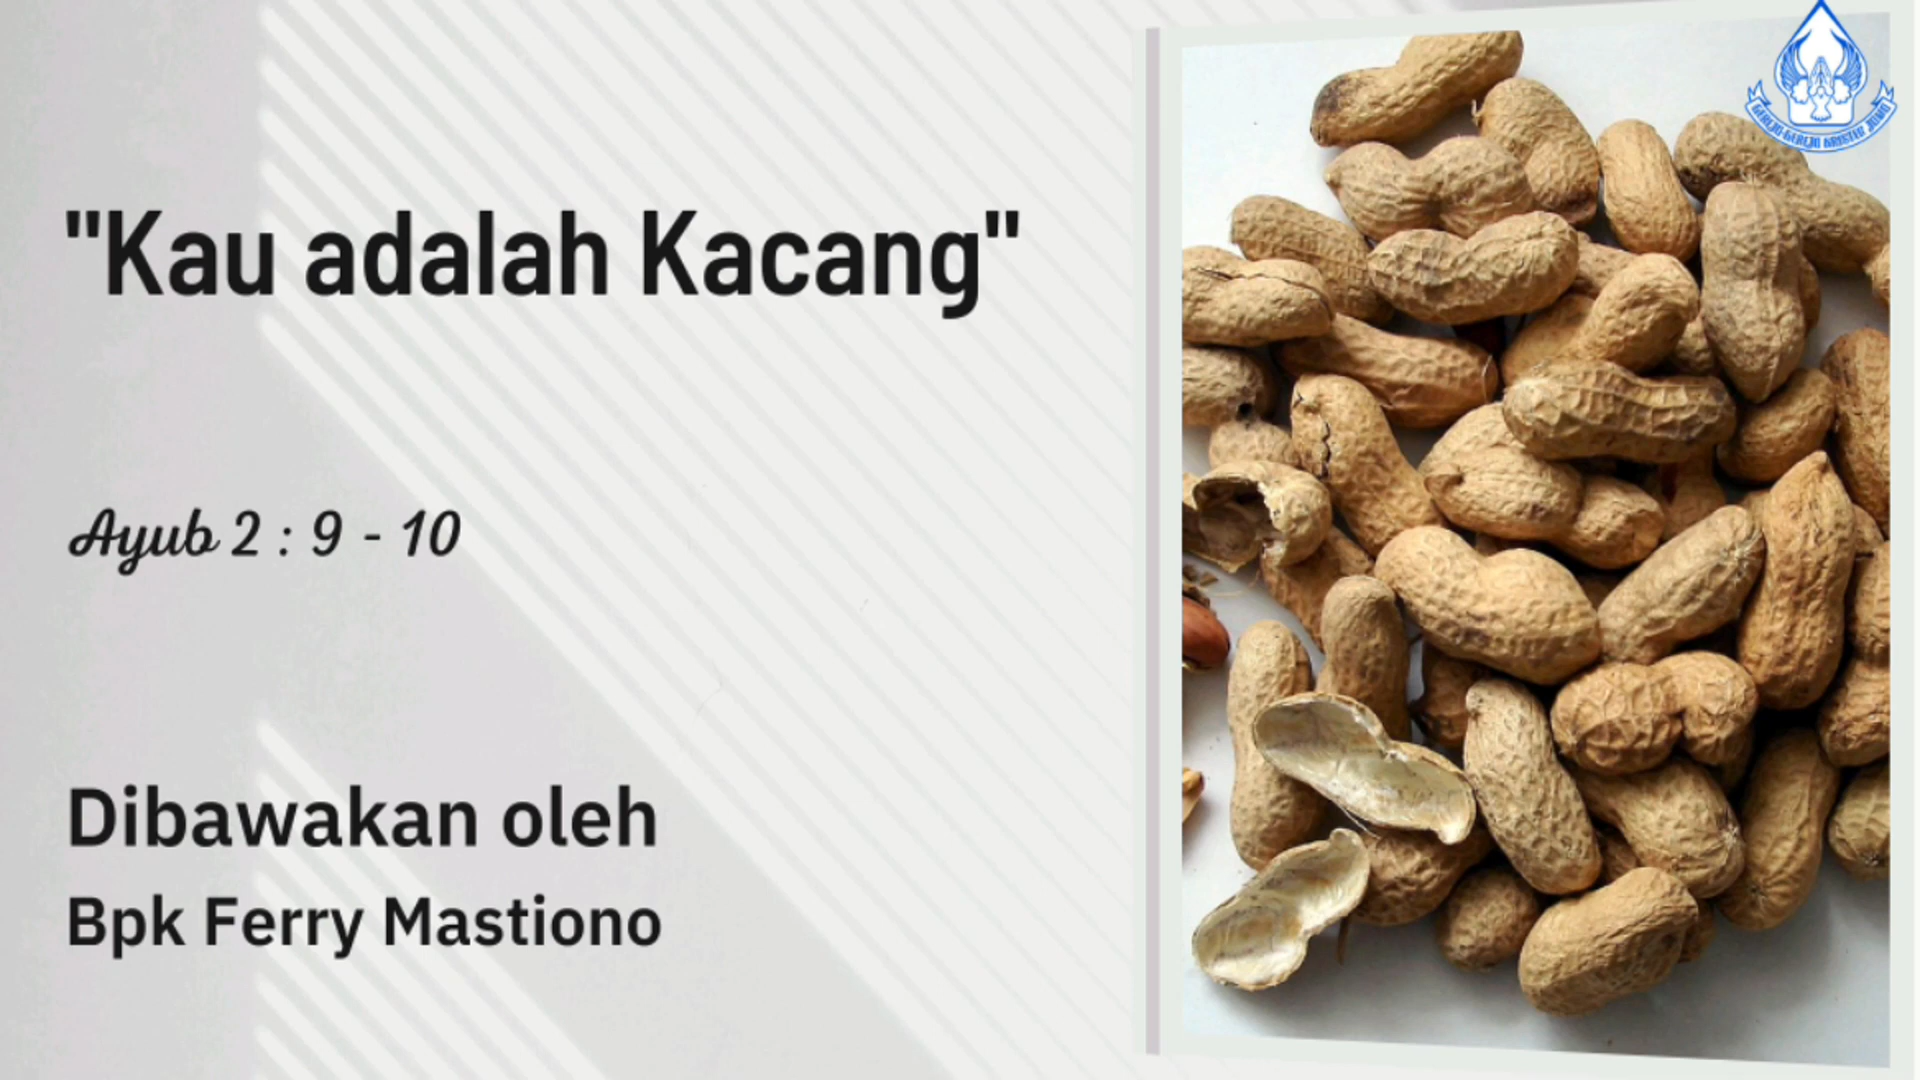 "Kau adalah Kacang"
Ayub 2 : 9 - 10
Dibawakan oleh
Bpk Ferry Mastiono